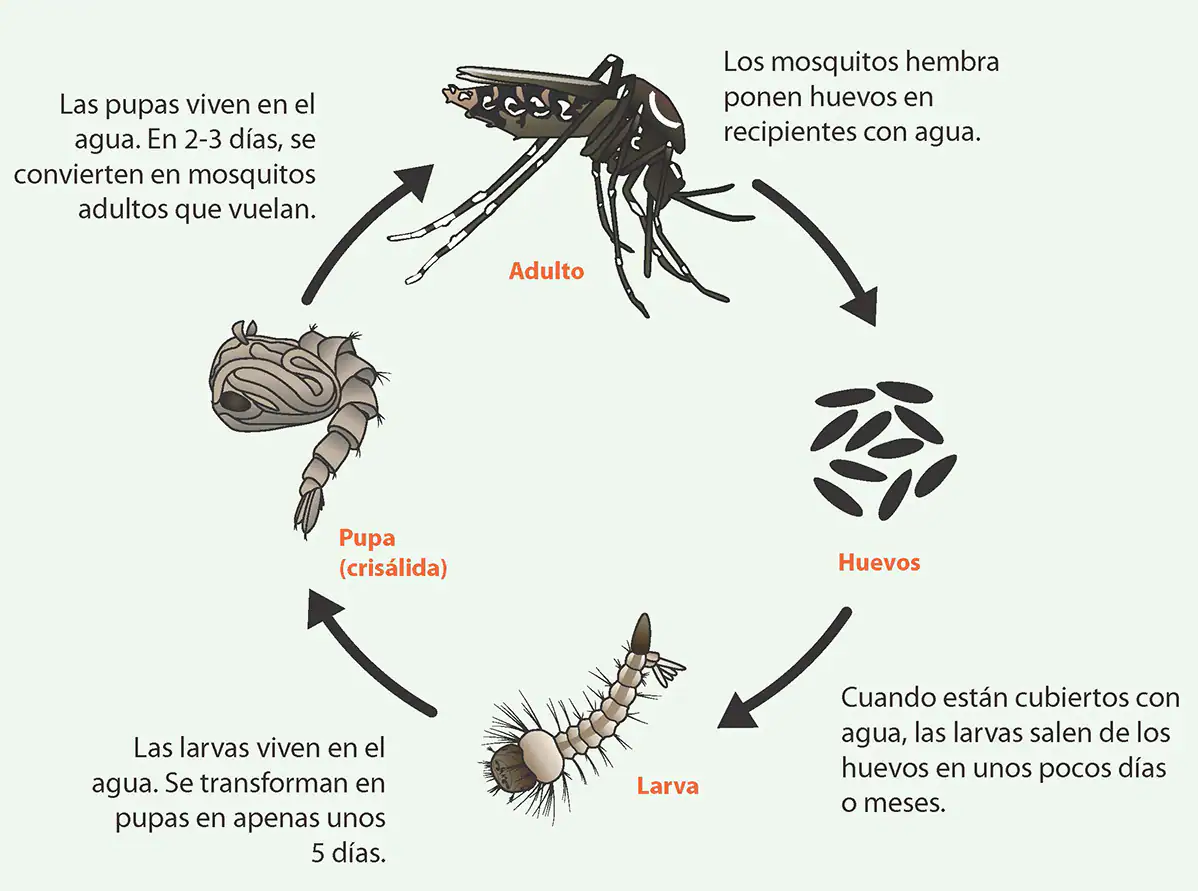 Las pupas viven en el
agua. En 2-3 días, se
convierten en mosquitos
adultos que vuelan.
Los mosquitos hembra
ponen huevos en
recipientes con agua.
Adulto
Huevos
Cuando están cubiertos con
agua, las larvas salen de los
huevos en unos pocos días
o meses.
Larva
Las larvas viven en el
agua. Se transforman en
pupas en apenas unos
5 días.
Pupa
(crisálida)